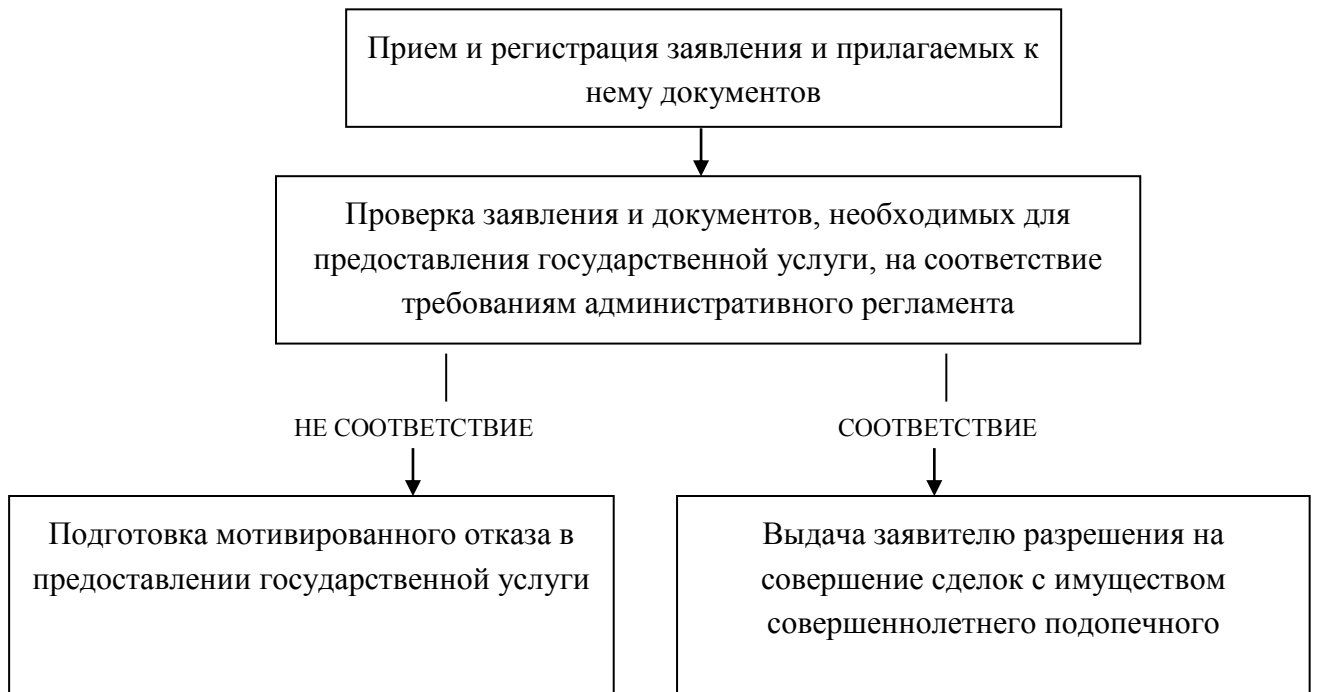 Прием и регистрация заявления и прилагаемых к
нему документов
Проверка заявления и документов, необходимых для
предоставления государственной услуги, на соответствие
требованиям административного регламента
НЕ СООТВЕТСТВИЕ
СООТВЕТСТВИЕ
Подготовка мотивированного отказа в
предоставлении государственной услуги
Выдача заявителю разрешения на
совершение сделок с имуществом
совершеннолетнего подопечного